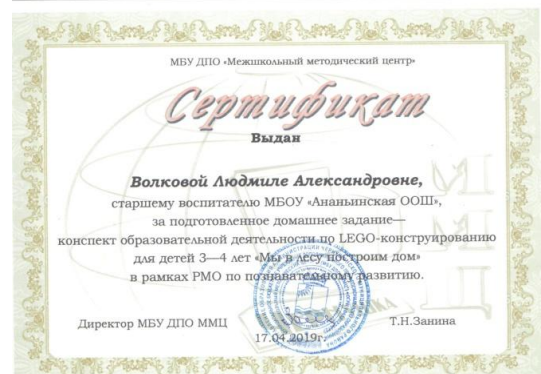 МБУ ДПО «Межшкольный методический центр»
Сертификат
Выдан
Волковой Людмиле Александровне,
старшему воспитателю МБОУ «Ананьинская ООШ»,
за подготовленное домашнее задание—
конспект образовательной деятельности по LEGO-конструированию
для детей 3—4 лет «Мы в лесу построим дом»
в рамках РМО по познавательному развитию.
Директор МБУ ДПО ММЦ Т.Н.Занина
17.04.2019г.
ММЦ